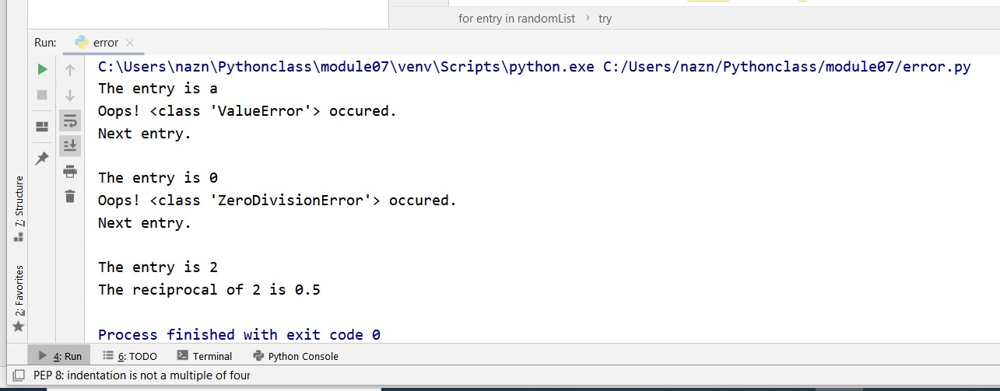 for entry in randomList › try
Run: error ×
C:\Users\nazn\Pythonclass\module07\venv\Scripts\python.exe C:/Users/nazn/Pythonclass/module07/error.py
The entry is a
Oops! <class 'ValueError'> occured.
Next entry.
The entry is 0
Oops! <class 'ZeroDivisionError'> occured.
Next entry.
The entry is 2
The reciprocal of 2 is 0.5
Process finished with exit code 0
7: Structure
2: Favorites
4: Run 6: TODO Terminal Python Console
PEP 8: indentation is not a multiple of four